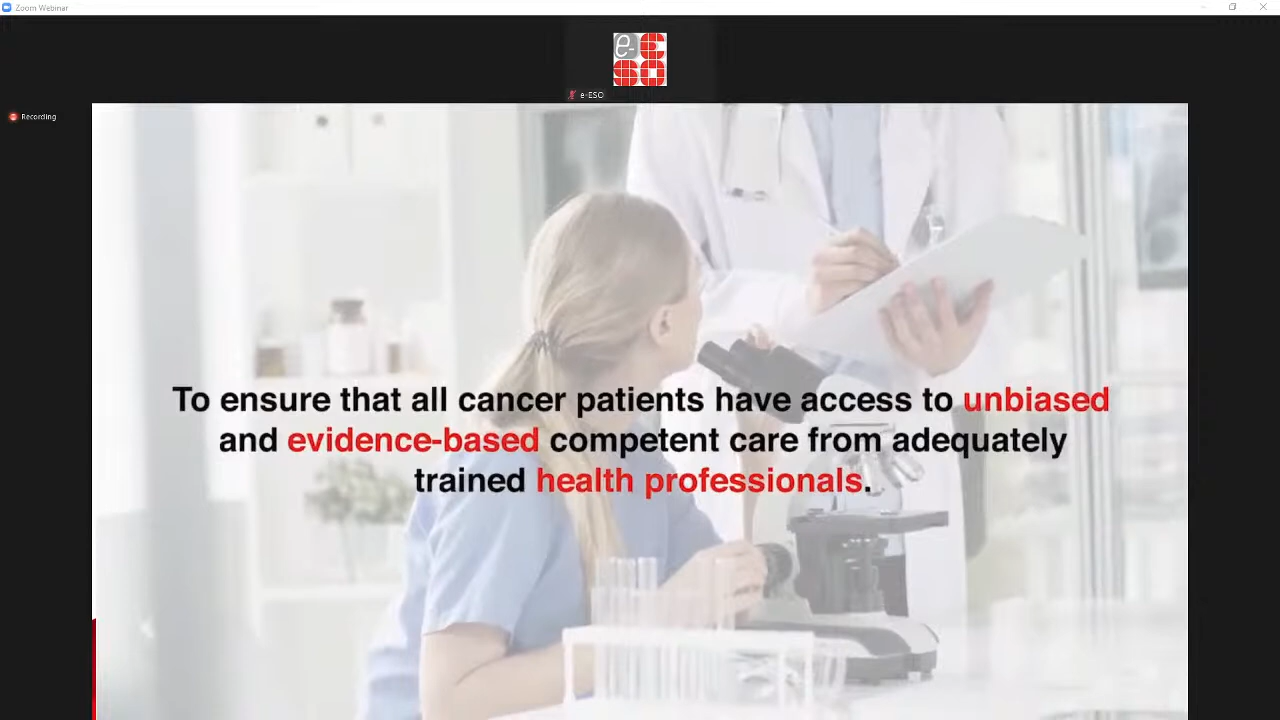 Zoom Webinar
e-ESO
e-ESO
Recording
To ensure that all cancer patients have access to unbiased
and evidence-based competent care from adequately
trained health professionals.